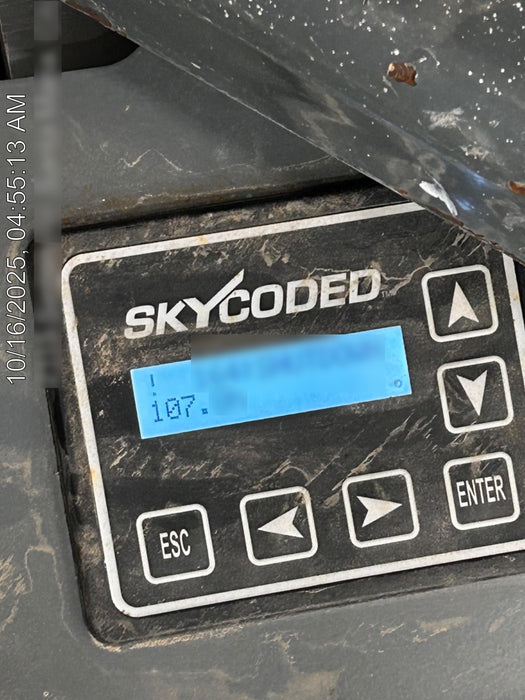 10/16/2025, 04:55:13 AM
SKYCODED
!
107.
ESC
ENTER